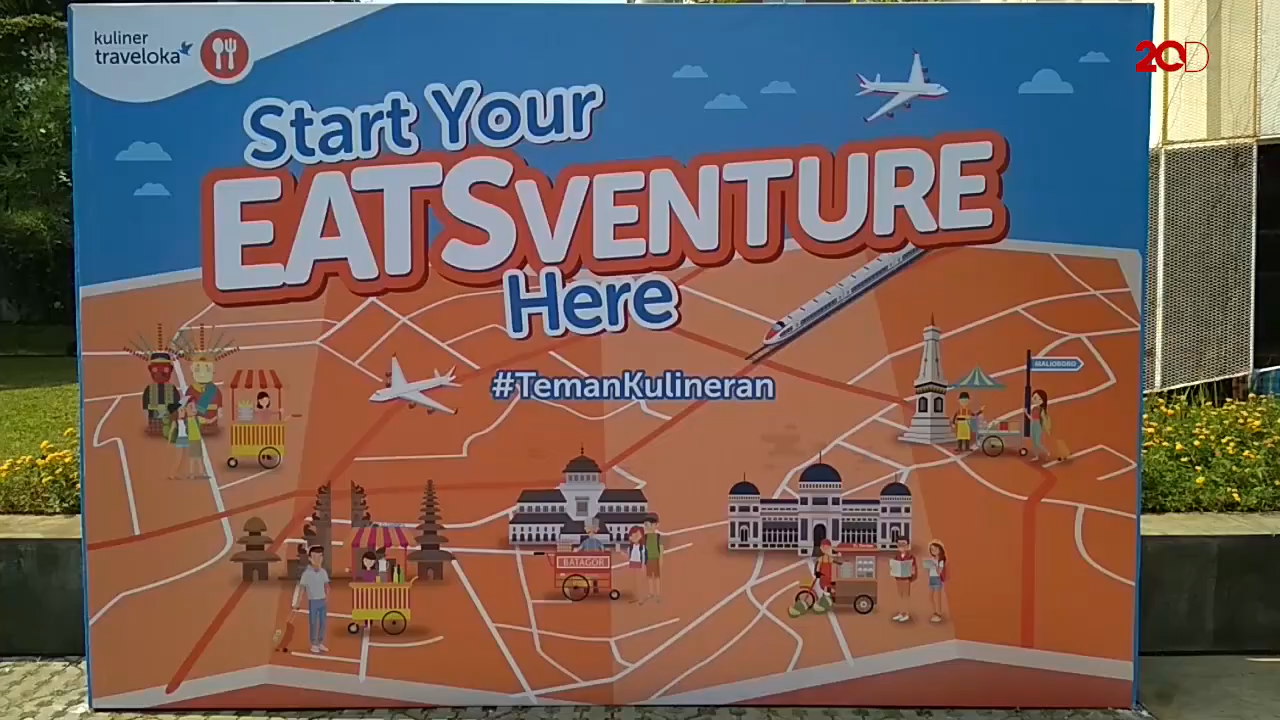 kuliner
traveloka
20D
Start Your
EATSVENTURE
Here
#TemanKulineran
MALIOBORO
BATAGOR